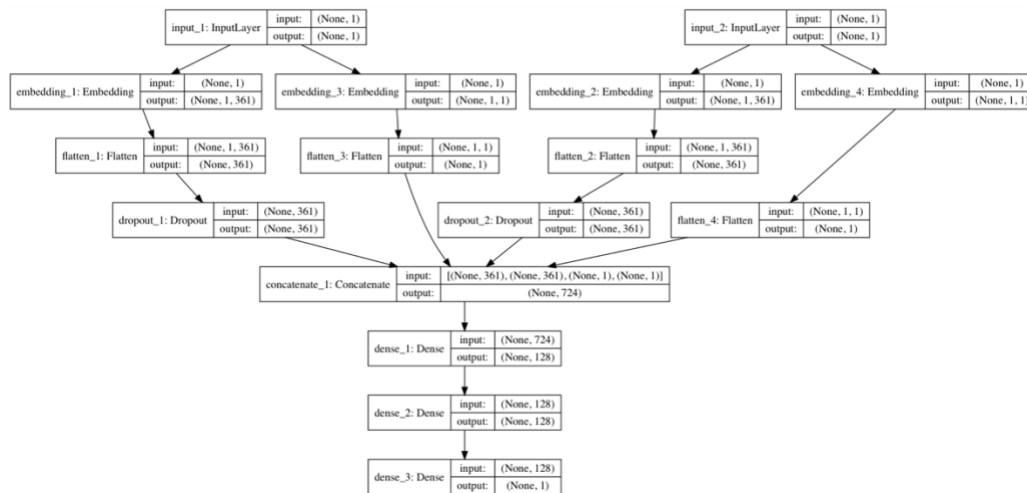 input_1: InputLayer input: (None, 1) output: (None, 1)
input_2: InputLayer input: (None, 1) output: (None, 1)
embedding_1: Embedding input: (None, 1) output: (None, 1, 361)
embedding_3: Embedding input: (None, 1) output: (None, 1, 1)
embedding_2: Embedding input: (None, 1) output: (None, 1, 361)
embedding_4: Embedding input: (None, 1) output: (None, 1, 1)
flatten_1: Flatten input: (None, 1, 361) output: (None, 361)
flatten_3: Flatten input: (None, 1, 1) output: (None, 1)
flatten_2: Flatten input: (None, 1, 361) output: (None, 361)
dropout_1: Dropout input: (None, 361) output: (None, 361)
dropout_2: Dropout input: (None, 361) output: (None, 361)
flatten_4: Flatten input: (None, 1, 1) output: (None, 1)
concatenate_1: Concatenate input: [(None, 361), (None, 361), (None, 1), (None, 1)] output: (None, 724)
dense_1: Dense input: (None, 724) output: (None, 128)
dense_2: Dense input: (None, 128) output: (None, 128)
dense_3: Dense input: (None, 128) output: (None, 1)